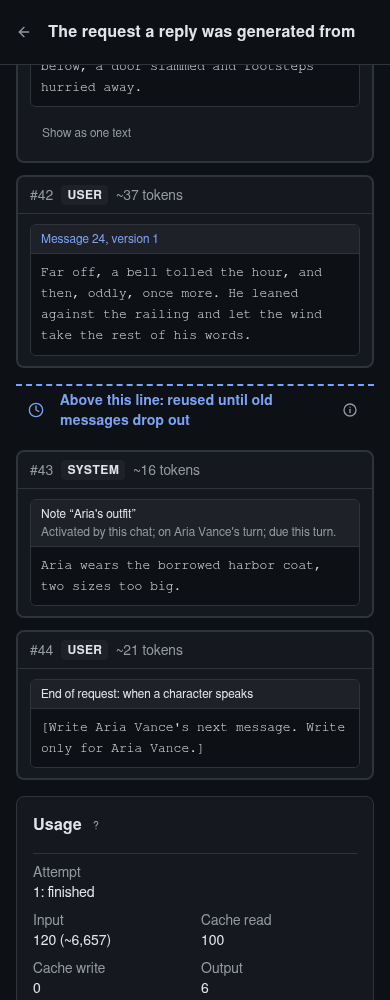 The request a reply was generated from
below, a door slammed and footsteps
hurried away.
Show as one text
#42 USER ~37 tokens
Message 24, version 1
Far off, a bell tolled the hour, and
then, oddly, once more. He leaned
against the railing and let the wind
take the rest of his words.
Above this line: reused until old
messages drop out
#43 SYSTEM ~16 tokens
Note “Aria's outfit”
Activated by this chat; on Aria Vance's turn; due this turn.
Aria wears the borrowed harbor coat,
two sizes too big.
#44 USER ~21 tokens
End of request: when a character speaks
[Write Aria Vance's next message. Write
only for Aria Vance.]
Usage ?
Attempt
1: finished
Input Cache read
120 (~6,657) 100
Cache write Output
0 6